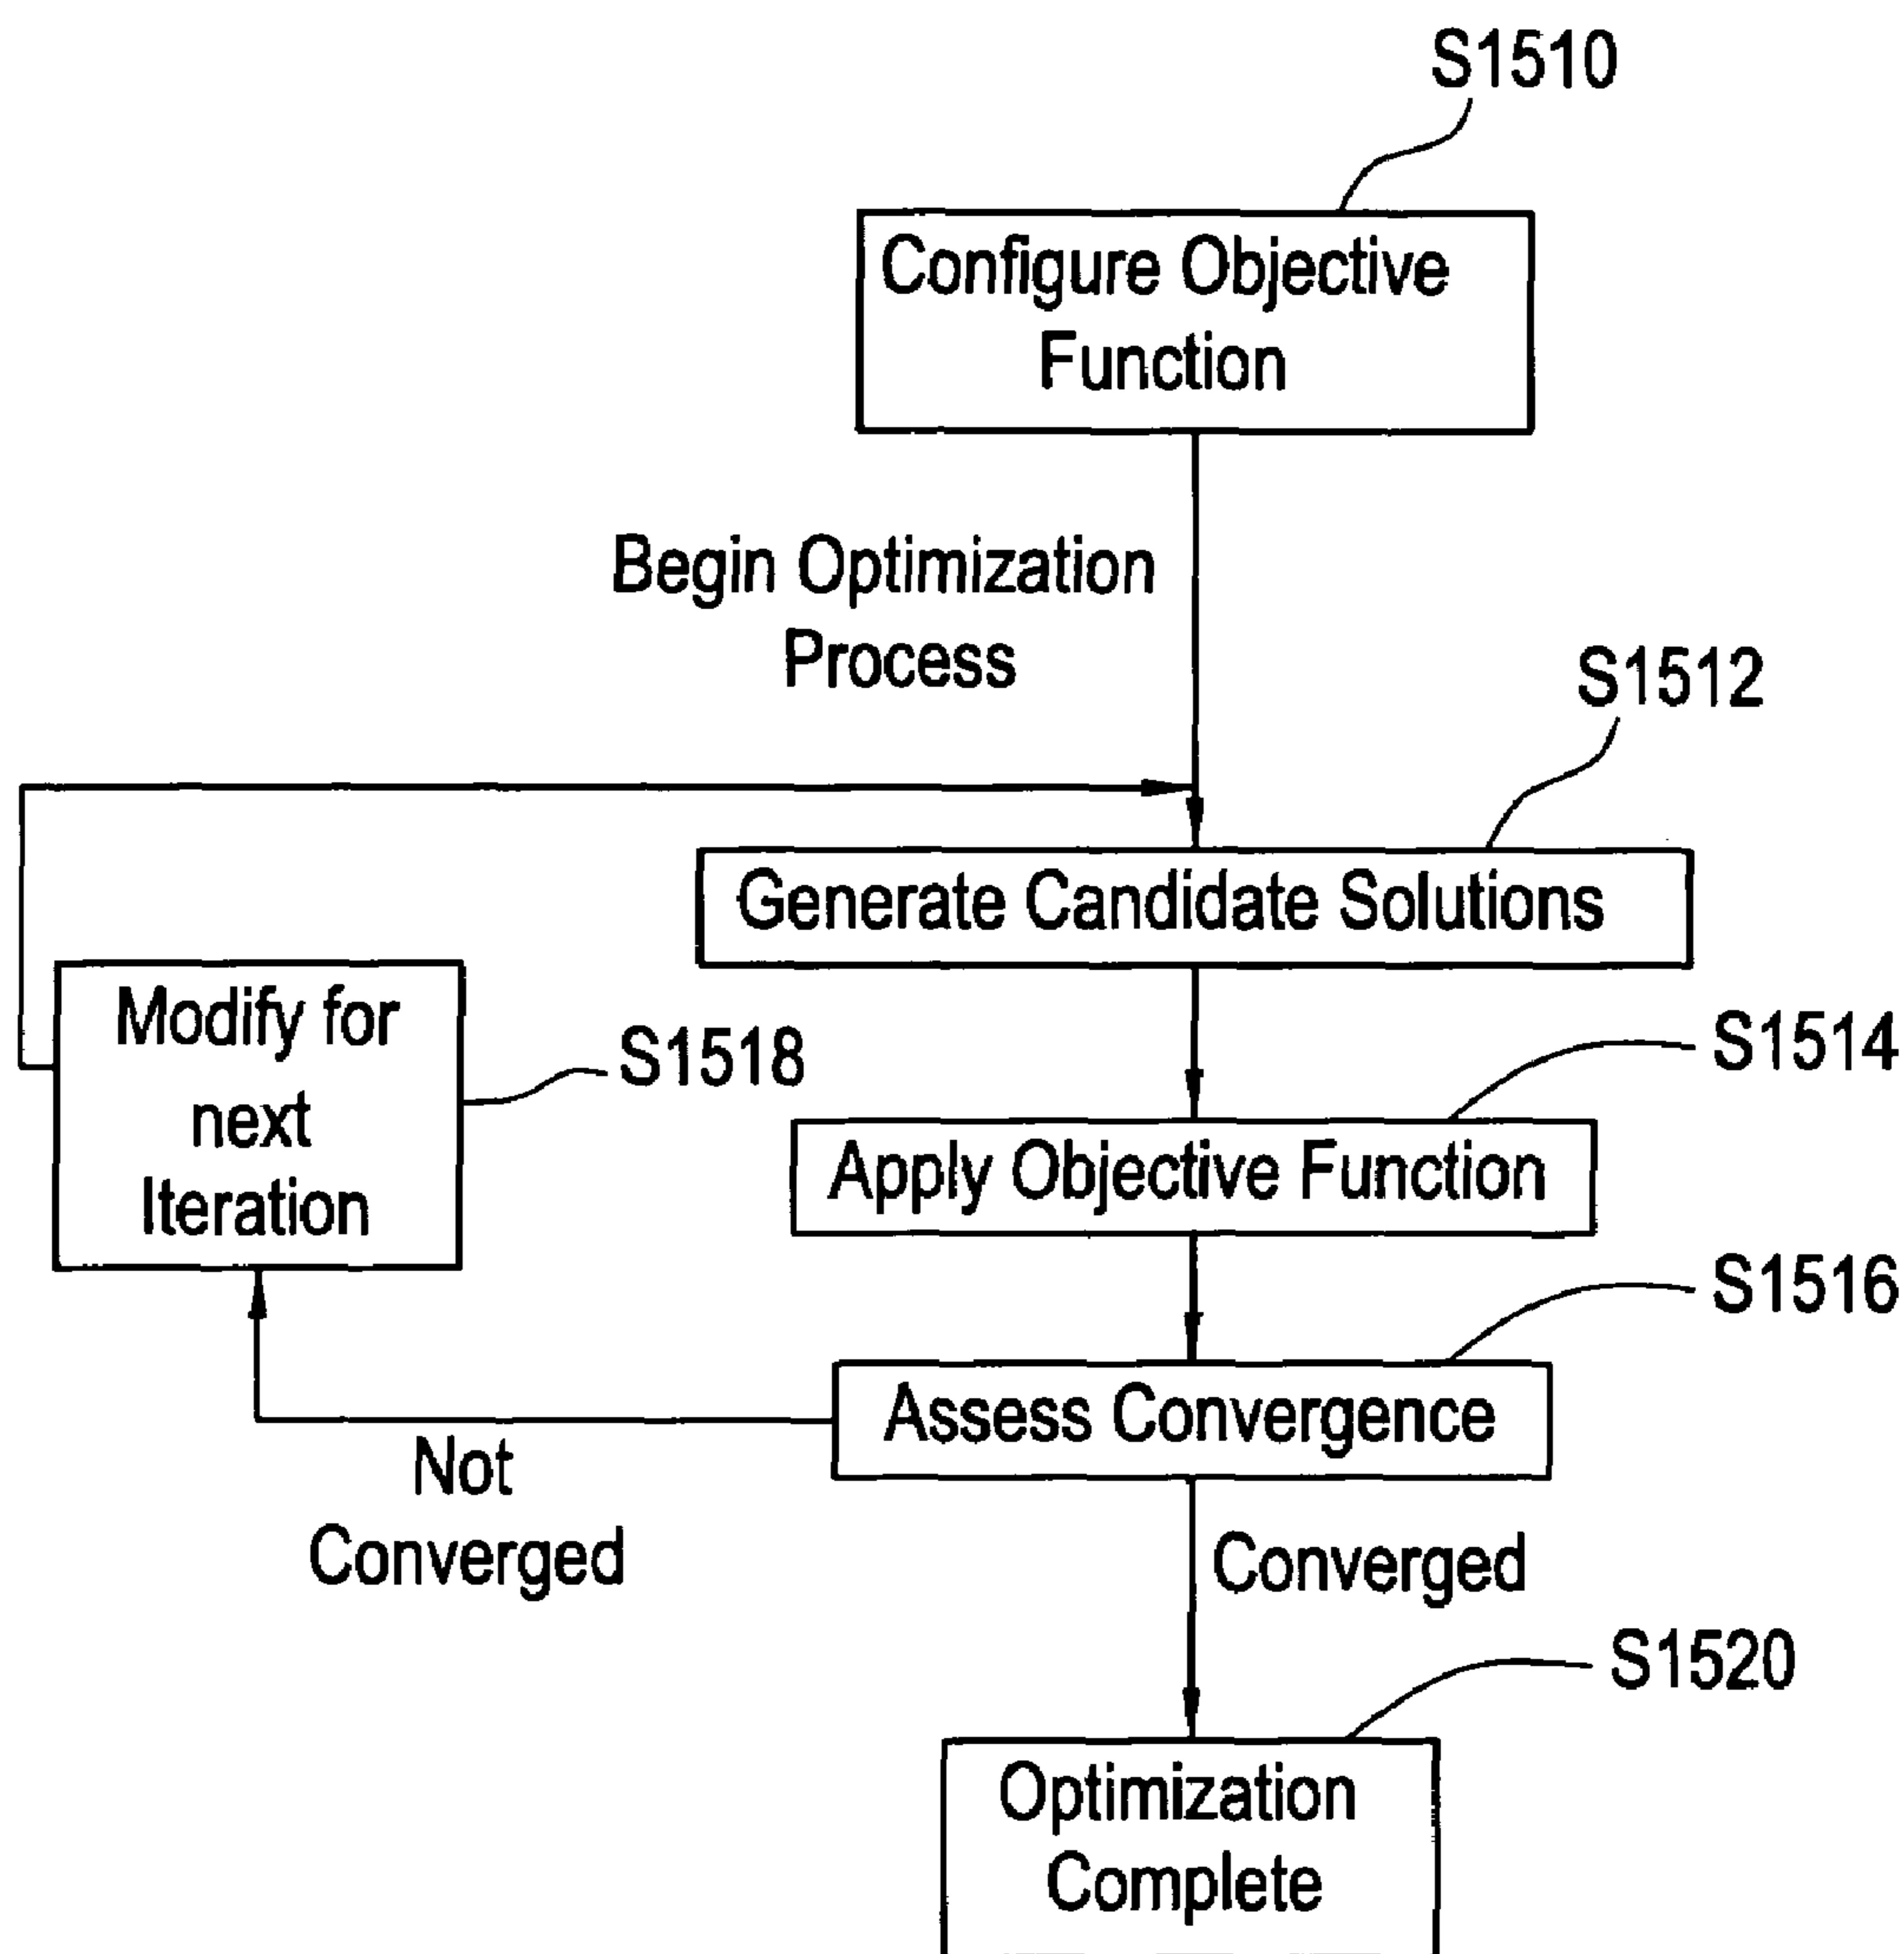 S1510
Configure Objective
Function
Begin Optimization
Process
S1512
Generate Candidate Solutions
Modify for
next
Iteration
S1518
S1514
Apply Objective Function
S1516
Assess Convergence
Not
Converged
Converged
S1520
Optimization
Complete